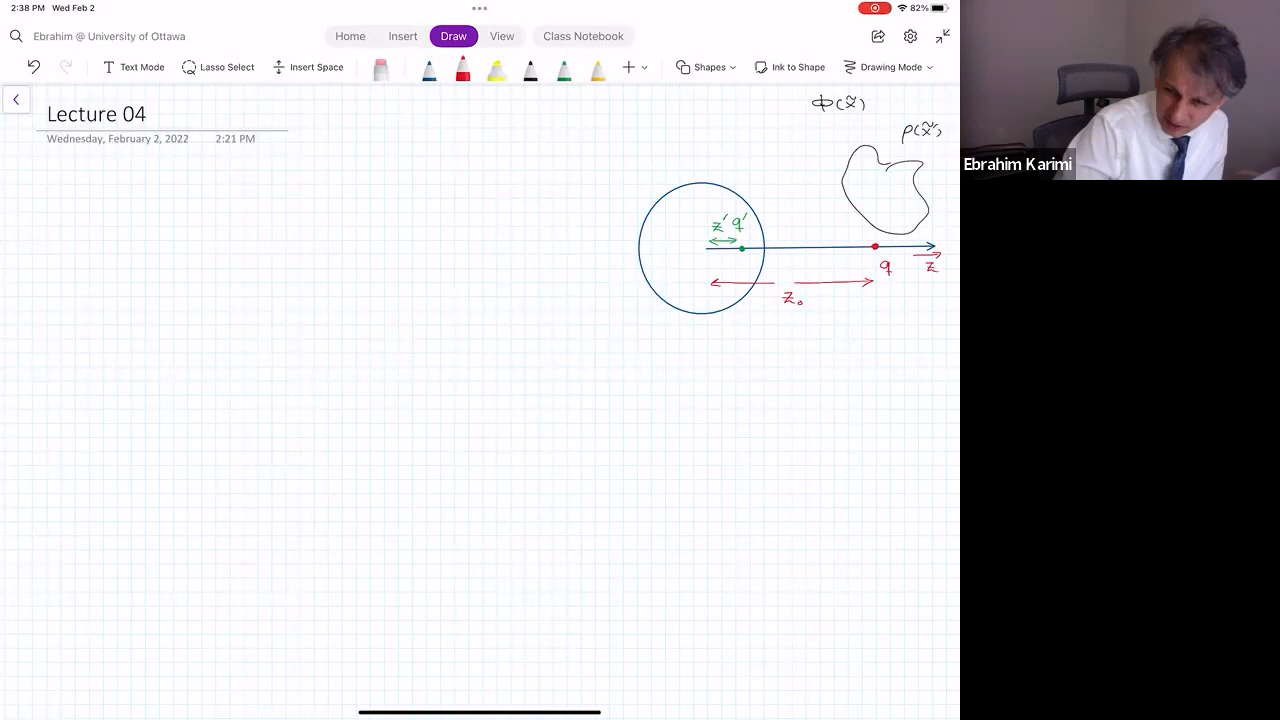 2:38 PM Wed Feb 2
82%
Ebrahim @ University of Ottawa
Home Insert Draw View Class Notebook
Text Mode Lasso Select Insert Space Shapes Ink to Shape Drawing Mode
Lecture 04
Wednesday, February 2, 2022 2:21 PM
Φ(x̃)
ρ(x̃')
Ebrahim Karimi
z' q'
q z
z₀